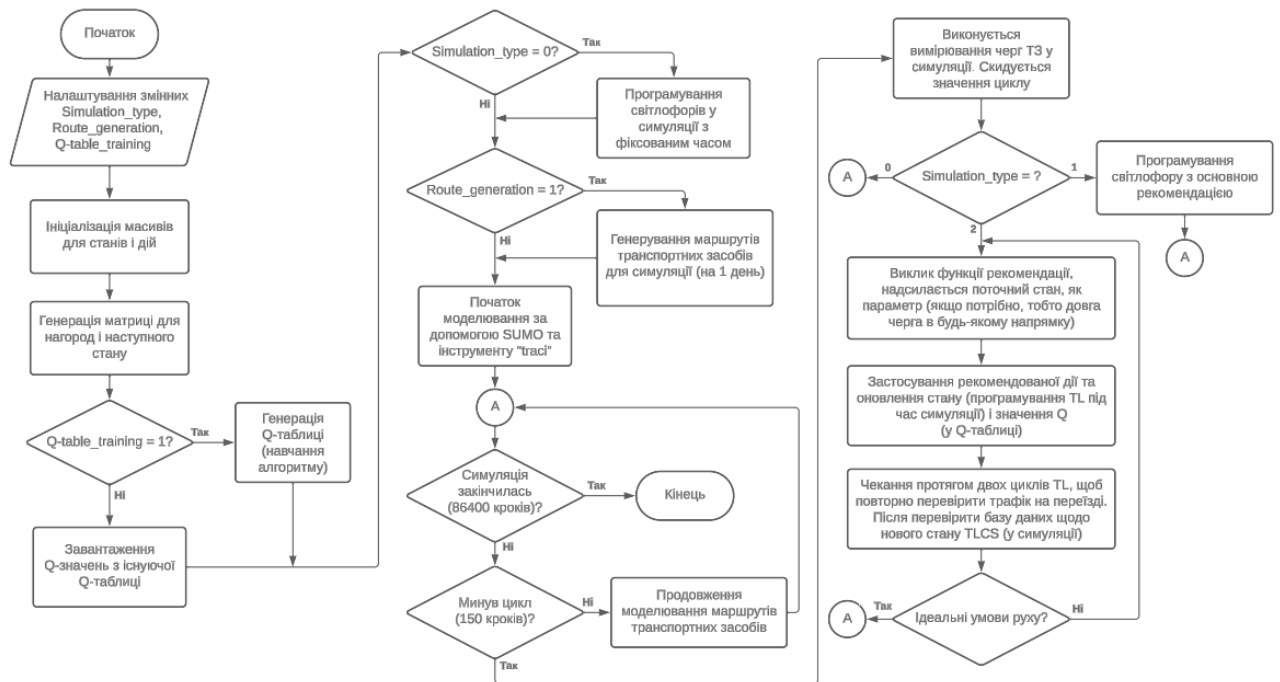 Початок
Налаштування змінних
Simulation_type,
Route_generation,
Q-table_training
Ініціалізація масивів
для станів і дій
Генерація матриці для
нагород і наступного
стану
Q-table_training = 1?
Так
Ні
Генерація
Q-таблиці
(навчання
алгоритму)
Завантаження
Q-значень з існуючої
Q-таблиці
Simulation_type = 0?
Так
Ні
Програмування
світлофорів у
симуляції з
фіксованим часом
Route_generation = 1?
Так
Ні
Генерування маршрутів
транспортних засобів
для симуляції (на 1 день)
Початок
моделювання за
допомогою SUMO та
інструменту "traci"
A
Симуляція
закінчилась
(86400 кроків)?
Так
Ні
Кінець
Минув цикл
(150 кроків)?
Ні
Так
Продовження
моделювання маршрутів
транспортних засобів
Виконується
вимірювання черг ТЗ у
симуляції. Скидується
значення циклу
Simulation_type = ?
0
A
1
2
Програмування
світлофору з основною
рекомендацією
A
Виклик функції рекомендації,
надсилається поточний стан, як
параметр (якщо потрібно, тобто довга
черга в будь-якому напрямку)
Застосування рекомендованої дії та
оновлення стану (програмування TL під
час симуляції) і значення Q
(у Q-таблиці)
Чекання протягом двох циклів TL, щоб
повторно перевірити трафік на переїзді.
Після перевірити базу даних щодо
нового стану TLCS (у симуляції)
Ідеальні умови руху?
Так
A
Ні